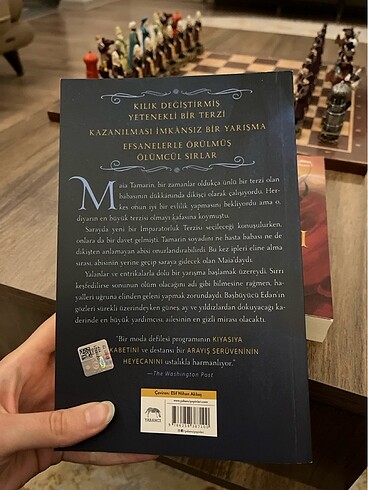 KILIK DEĞİŞTİRMİŞ
YETENEKLİ BİR TERZİ
KAZANILMASI İMKÂNSIZ BİR YARIŞMA
EFSANELERLE ÖRÜLMÜŞ
ÖLÜMCÜL SIRLAR
Maia Tamarin, bir zamanlar oldukça ünlü bir terzi olan
babasının dükkânında dikişçi olarak çalışıyordu. Her-
kes onun iyi bir evlilik yapmasını bekliyordu ama o,
diyarın en büyük terzisi olmayı kafasına koymuştu.
Sarayda yeni bir İmparatorluk Terzisi seçileceği konuşulurken,
onlara da bir davet gelmişti. Tamarin soyadını ne hasta babası ne de
dikişten anlamayan abisi onurlandırabilirdi. Bu kez ipleri eline alma
sırası, abisinin yerine geçip saraya gidecek olan Maia'daydı.
Yalanlar ve entrikalarla dolu bir yarışma başlamak üzereydi. Sırrı
keşfedilirse sonunun ölüm olacağını adı gibi bilmesine rağmen, ha-
yalleri uğruna elinden geleni yapmak zorundaydı. Başbüyücü Edan'ın
gözleri sürekli üzerindeyken güneş, ay ve yıldızlardan dokuyacağı ka-
derinde en büyük yardımcısı, ailesinin en gizli mirası olacaktı.
"Bir moda defilesi programının KIYASIYA
REKABETİNİ ve destansı bir ARAYIŞ SERÜVENİNİN
HEYECANINI ustalıkla harmanlıyor."
—The Washington Post
Çeviren: Elif Nihan Akbaş
YABANCI